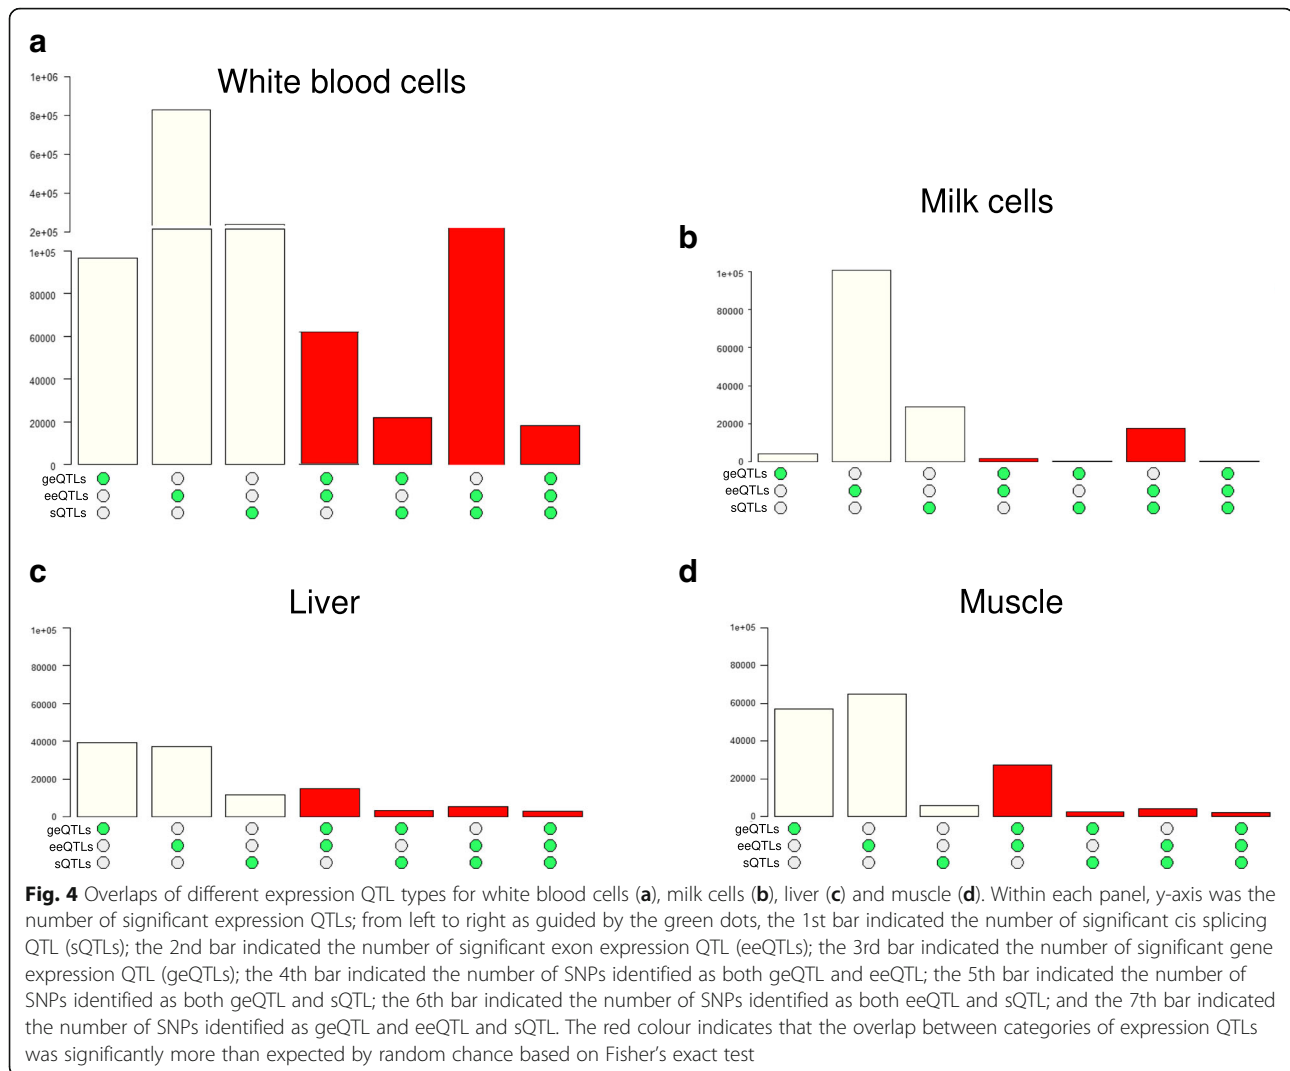 a
White blood cells
1e+06
8e+05
6e+05
4e+05
2e+05
1e+05
80000
60000
40000
20000
0
geQTLs
eeQTLs
sQTLs
Milk cells
b
1e+05
80000
60000
40000
20000
0
geQTLs
eeQTLs
sQTLs
c
Liver
1e+05
80000
60000
40000
20000
0
geQTLs
eeQTLs
sQTLs
d
Muscle
1e+05
80000
60000
40000
20000
0
geQTLs
eeQTLs
sQTLs
Fig. 4 Overlaps of different expression QTL types for white blood cells (a), milk cells (b), liver (c) and muscle (d). Within each panel, y-axis was the
number of significant expression QTLs; from left to right as guided by the green dots, the 1st bar indicated the number of significant cis splicing
QTL (sQTLs); the 2nd bar indicated the number of significant exon expression QTL (eeQTLs); the 3rd bar indicated the number of significant gene
expression QTL (geQTLs); the 4th bar indicated the number of SNPs identified as both geQTL and eeQTL; the 5th bar indicated the number of
SNPs identified as both geQTL and sQTL; the 6th bar indicated the number of SNPs identified as both eeQTL and sQTL; and the 7th bar indicated
the number of SNPs identified as geQTL and eeQTL and sQTL. The red colour indicates that the overlap between categories of expression QTLs
was significantly more than expected by random chance based on Fisher's exact test